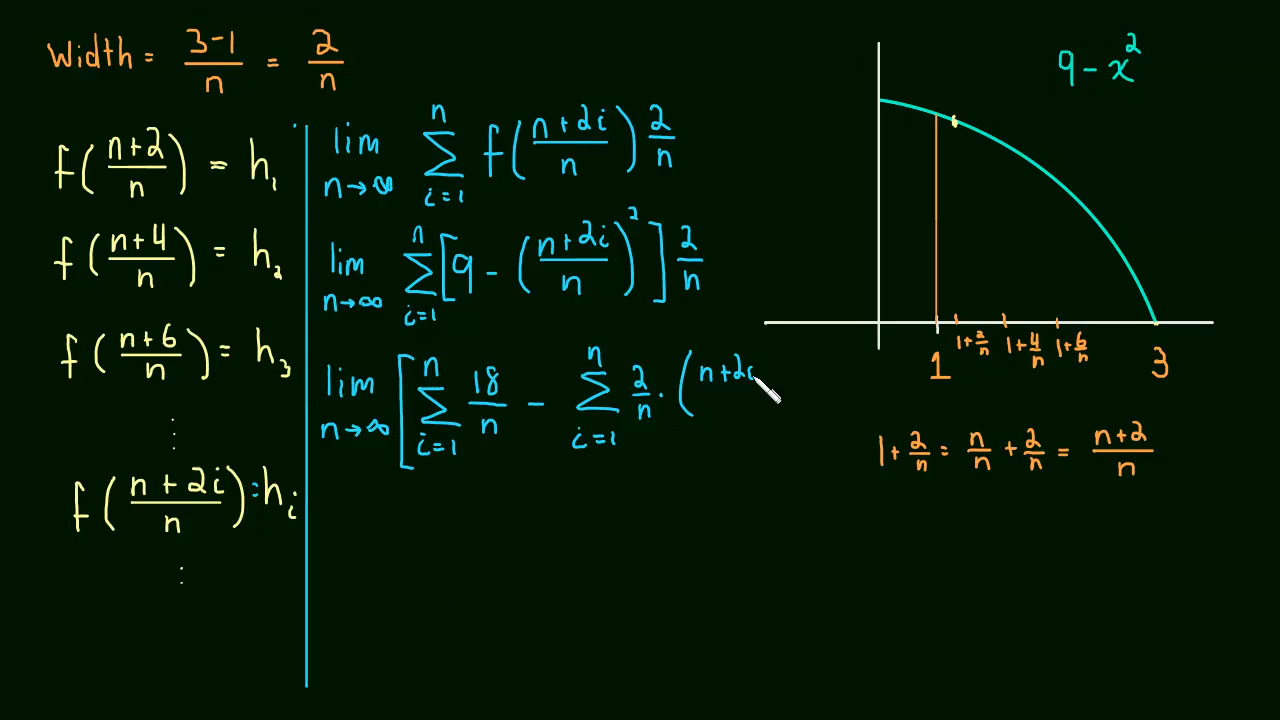 Width = (3-1)/n = 2/n
f((n+2)/n) = h₁
f((n+4)/n) = h₂
f((n+6)/n) = h₃
⋮
f((n+2i)/n) = hᵢ
⋮
lim n→∞ ∑ i=1 n f((n+2i)/n) 2/n
lim n→∞ ∑ i=1 n [9 - ((n+2i)/n)²] 2/n
lim n→∞ [∑ i=1 n 18/n - ∑ i=1 n 2/n · (n+2i
9 - x²
1 1+2/n 1+4/n 1+6/n 3
1 + 2/n = n/n + 2/n = (n+2)/n